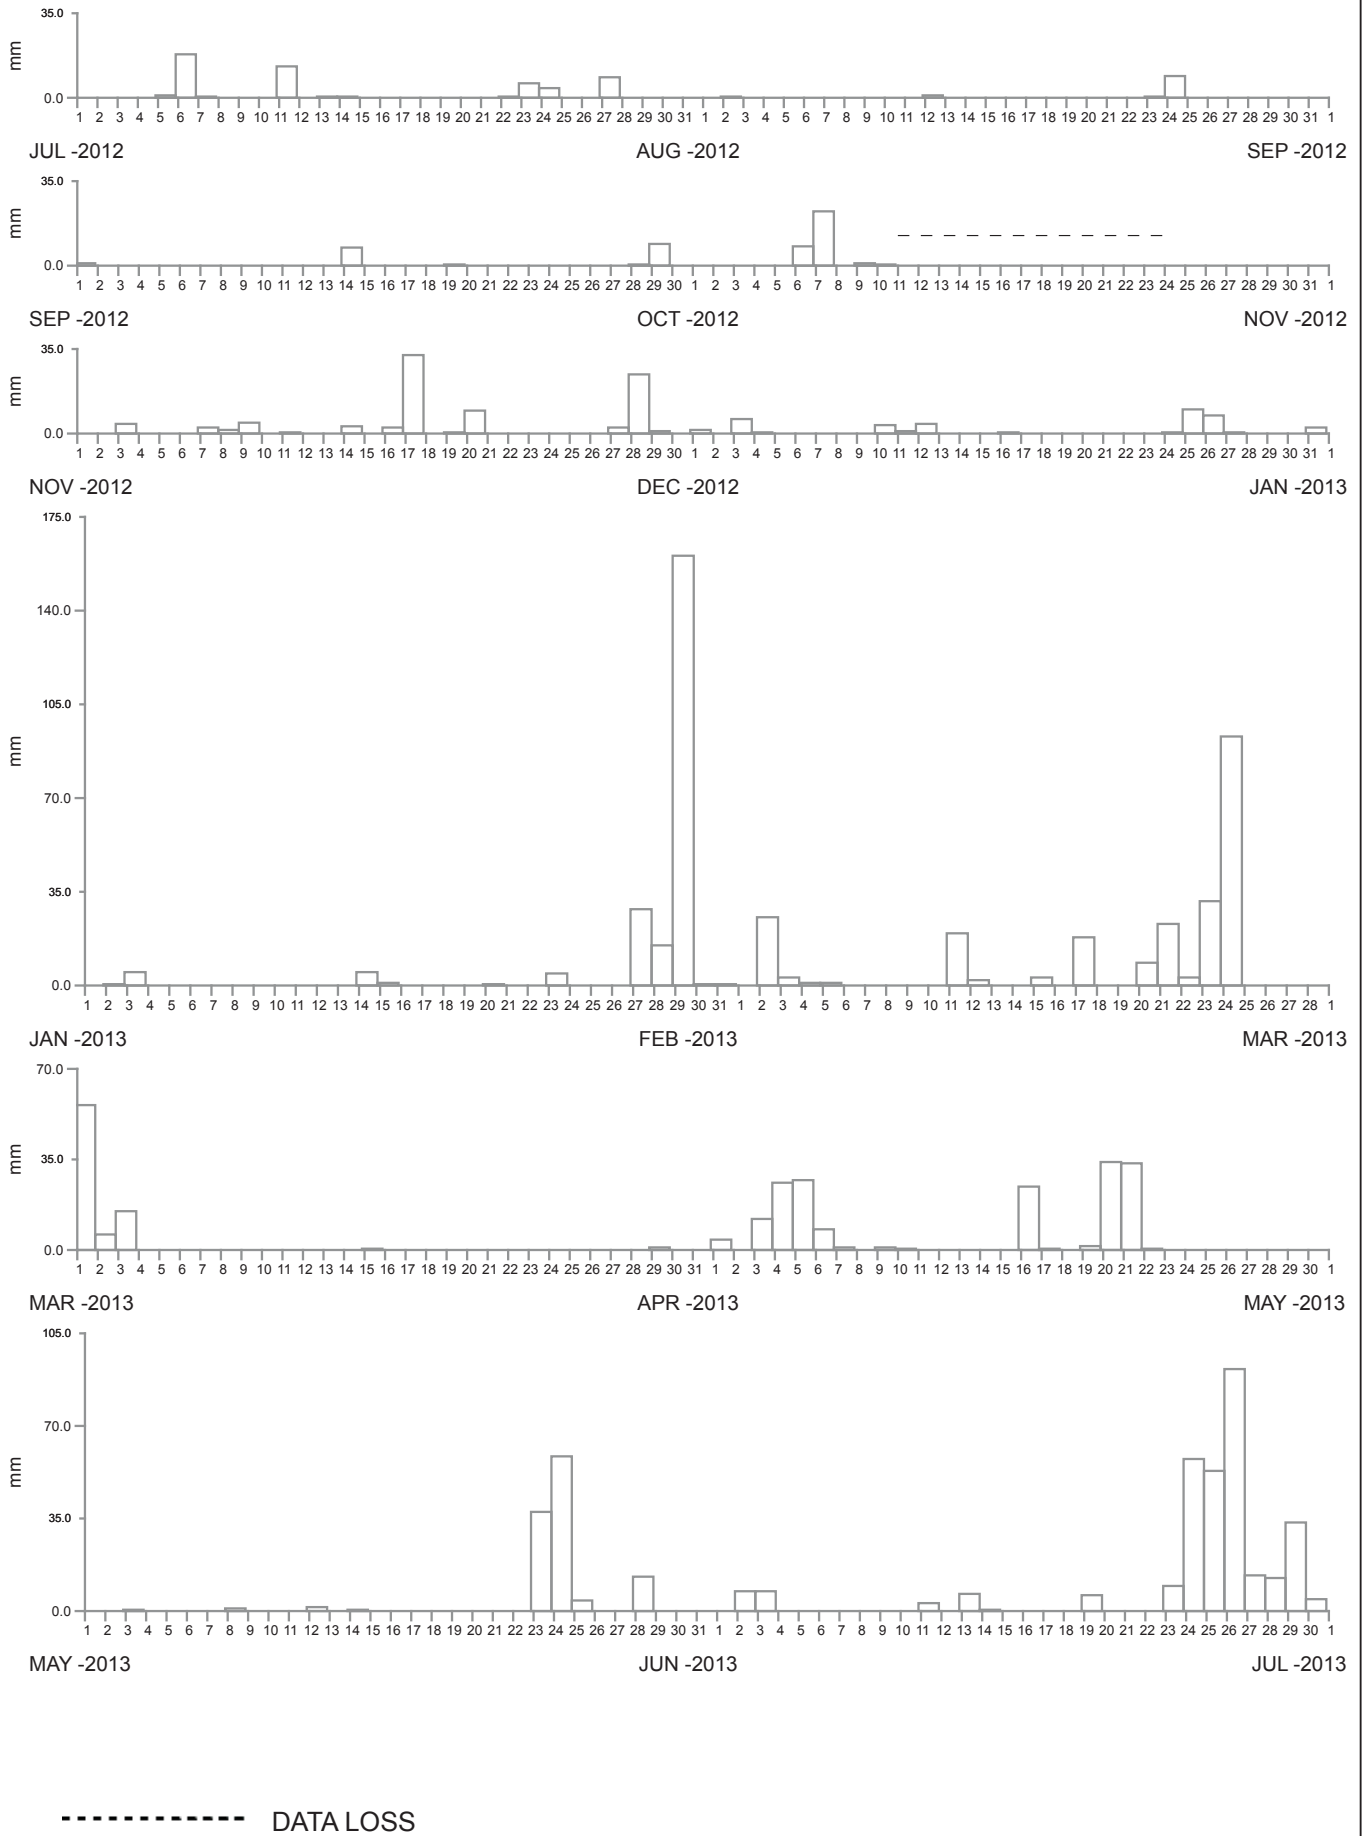 35.0
mm
0.0
1 2 3 4 5 6 7 8 9 10 11 12 13 14 15 16 17 18 19 20 21 22 23 24 25 26 27 28 29 30 31 1 2 3 4 5 6 7 8 9 10 11 12 13 14 15 16 17 18 19 20 21 22 23 24 25 26 27 28 29 30 31 1
JUL -2012 AUG -2012 SEP -2012
35.0
mm
0.0
1 2 3 4 5 6 7 8 9 10 11 12 13 14 15 16 17 18 19 20 21 22 23 24 25 26 27 28 29 30 1 2 3 4 5 6 7 8 9 10 11 12 13 14 15 16 17 18 19 20 21 22 23 24 25 26 27 28 29 30 31 1
SEP -2012 OCT -2012 NOV -2012
35.0
mm
0.0
1 2 3 4 5 6 7 8 9 10 11 12 13 14 15 16 17 18 19 20 21 22 23 24 25 26 27 28 29 30 1 2 3 4 5 6 7 8 9 10 11 12 13 14 15 16 17 18 19 20 21 22 23 24 25 26 27 28 29 30 31 1
NOV -2012 DEC -2012 JAN -2013
175.0
140.0
105.0
mm
70.0
35.0
0.0
1 2 3 4 5 6 7 8 9 10 11 12 13 14 15 16 17 18 19 20 21 22 23 24 25 26 27 28 29 30 31 1 2 3 4 5 6 7 8 9 10 11 12 13 14 15 16 17 18 19 20 21 22 23 24 25 26 27 28 1
JAN -2013 FEB -2013 MAR -2013
70.0
mm
35.0
0.0
1 2 3 4 5 6 7 8 9 10 11 12 13 14 15 16 17 18 19 20 21 22 23 24 25 26 27 28 29 30 31 1 2 3 4 5 6 7 8 9 10 11 12 13 14 15 16 17 18 19 20 21 22 23 24 25 26 27 28 29 30 1
MAR -2013 APR -2013 MAY -2013
105.0
70.0
mm
35.0
0.0
1 2 3 4 5 6 7 8 9 10 11 12 13 14 15 16 17 18 19 20 21 22 23 24 25 26 27 28 29 30 31 1 2 3 4 5 6 7 8 9 10 11 12 13 14 15 16 17 18 19 20 21 22 23 24 25 26 27 28 29 30 1
MAY -2013 JUN -2013 JUL -2013
DATA LOSS